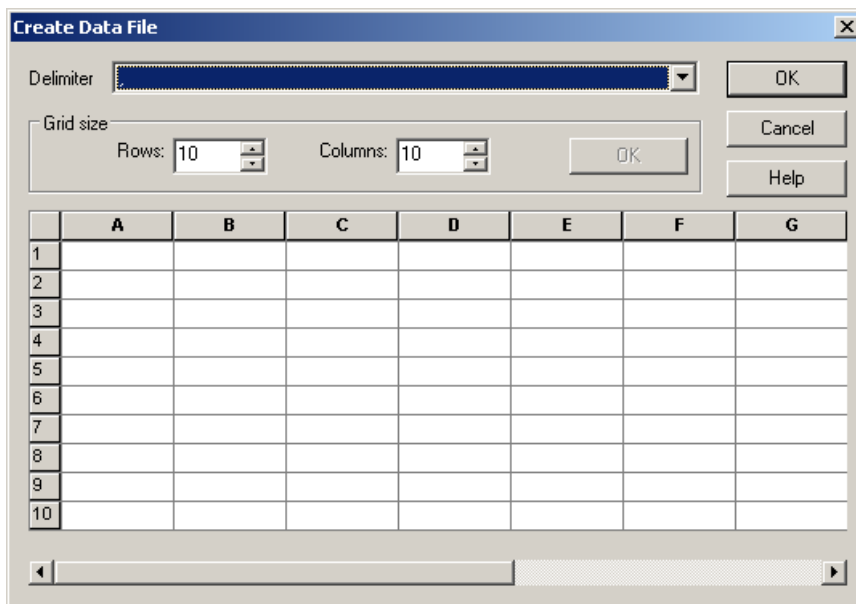 Create Data File
Delimiter , OK
Grid size
Rows: 10 Columns: 10 OK
Cancel
Help
A B C D E F G
1
2
3
4
5
6
7
8
9
10